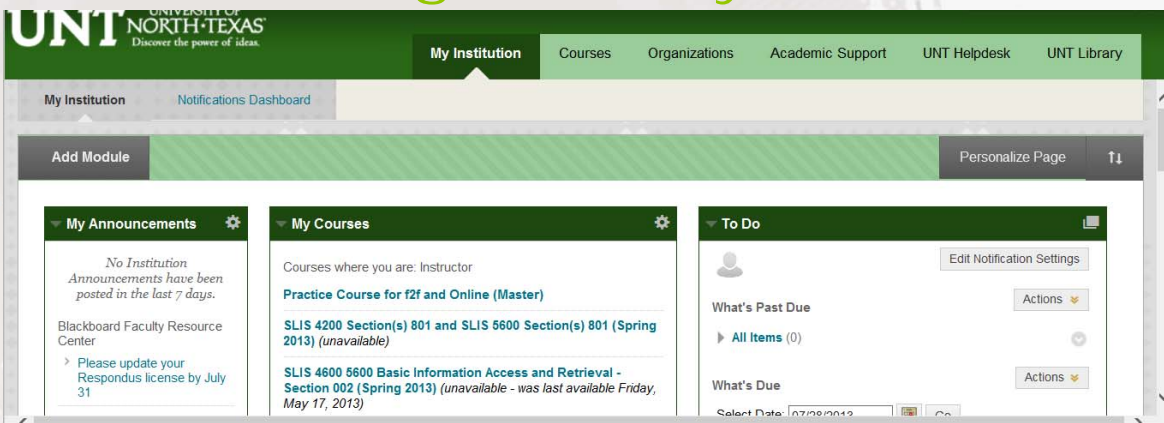 UNIVERSITY OF
UNT NORTH·TEXAS
Discover the power of ideas.
My Institution Courses Organizations Academic Support UNT Helpdesk UNT Library
My Institution Notifications Dashboard
Add Module Personalize Page
My Announcements
No Institution
Announcements have been
posted in the last 7 days.
Blackboard Faculty Resource
Center
Please update your
Respondus license by July
31
My Courses
Courses where you are: Instructor
Practice Course for f2f and Online (Master)
SLIS 4200 Section(s) 801 and SLIS 5600 Section(s) 801 (Spring
2013) (unavailable)
SLIS 4600 5600 Basic Information Access and Retrieval -
Section 002 (Spring 2013) (unavailable - was last available Friday,
May 17, 2013)
To Do
Edit Notification Settings
Actions
What's Past Due
All Items (0)
Actions
What's Due
Select Date: 07/28/2013 Go